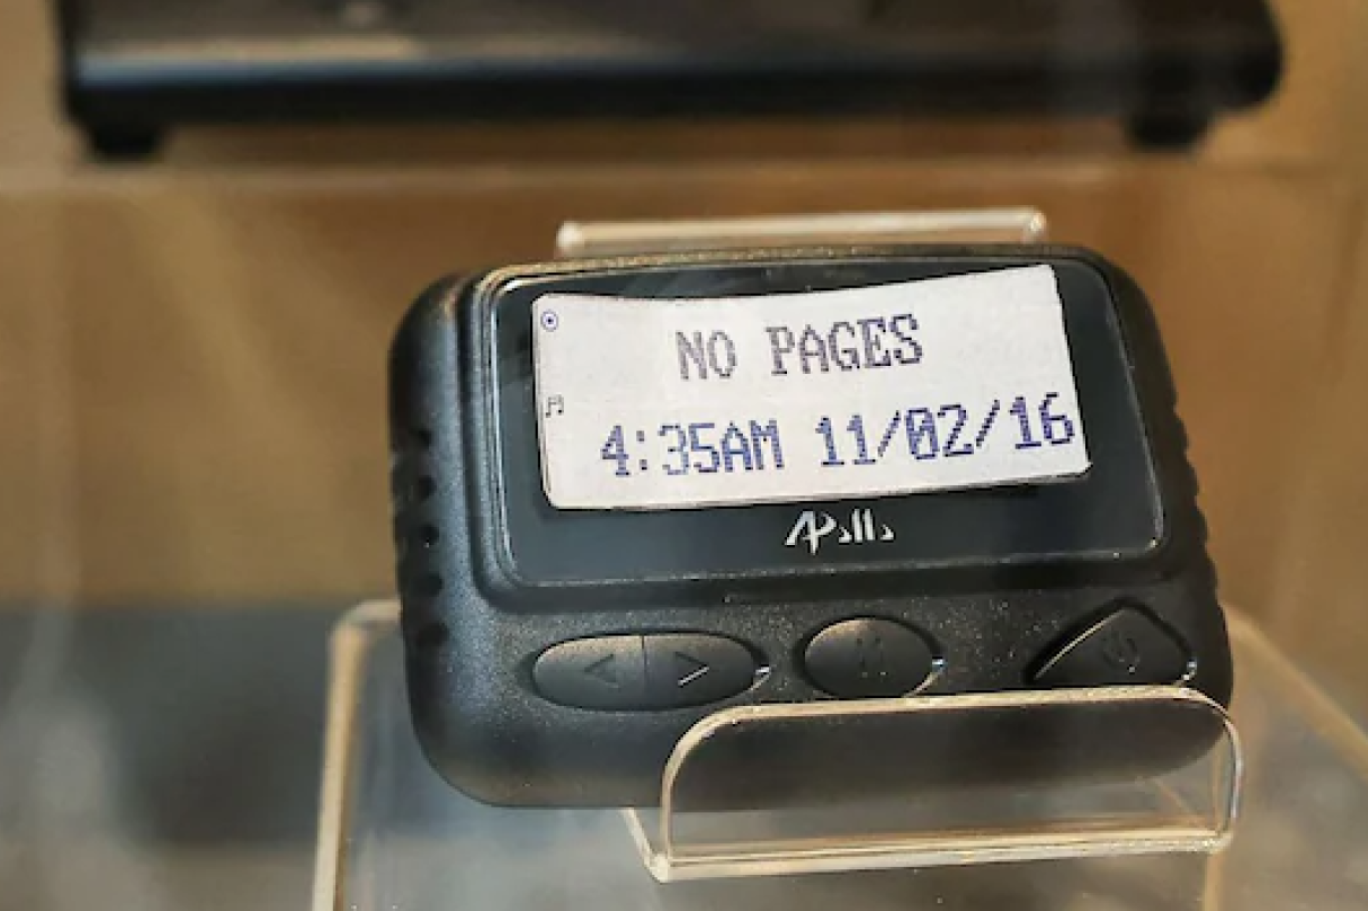 NO PAGES
4:35AM 11/02/16
Apollo
< >